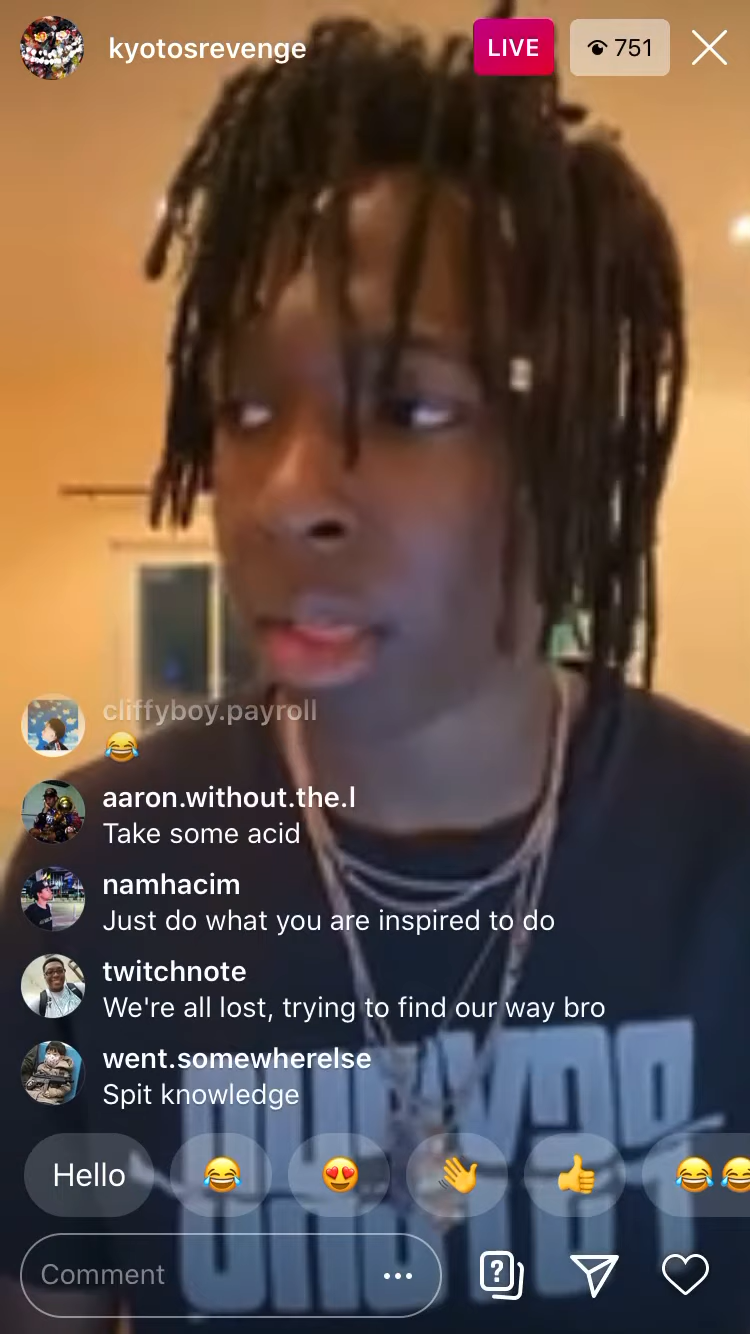 kyotosrevenge
LIVE
751
cliffyboy.payroll
😂
aaron.without.the.l
Take some acid
namhacim
Just do what you are inspired to do
twitchnote
We're all lost, trying to find our way bro
went.somewherelse
Spit knowledge
Hello 😂 😍 👋 👍 😂😂
Comment